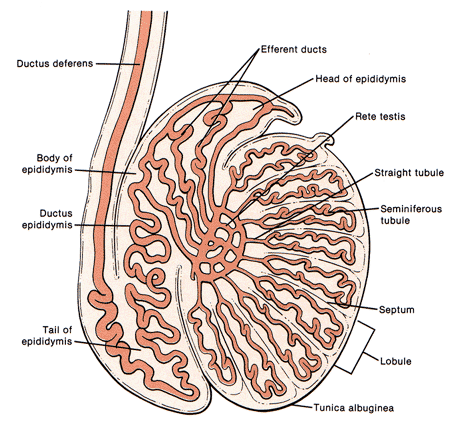 Efferent ducts
Ductus deferens
Head of epididymis
Rete testis
Body of
epididymis
Straight tubule
Seminiferous
tubule
Ductus
epididymis
Septum
Tail of
epididymis
Lobule
Tunica albuginea